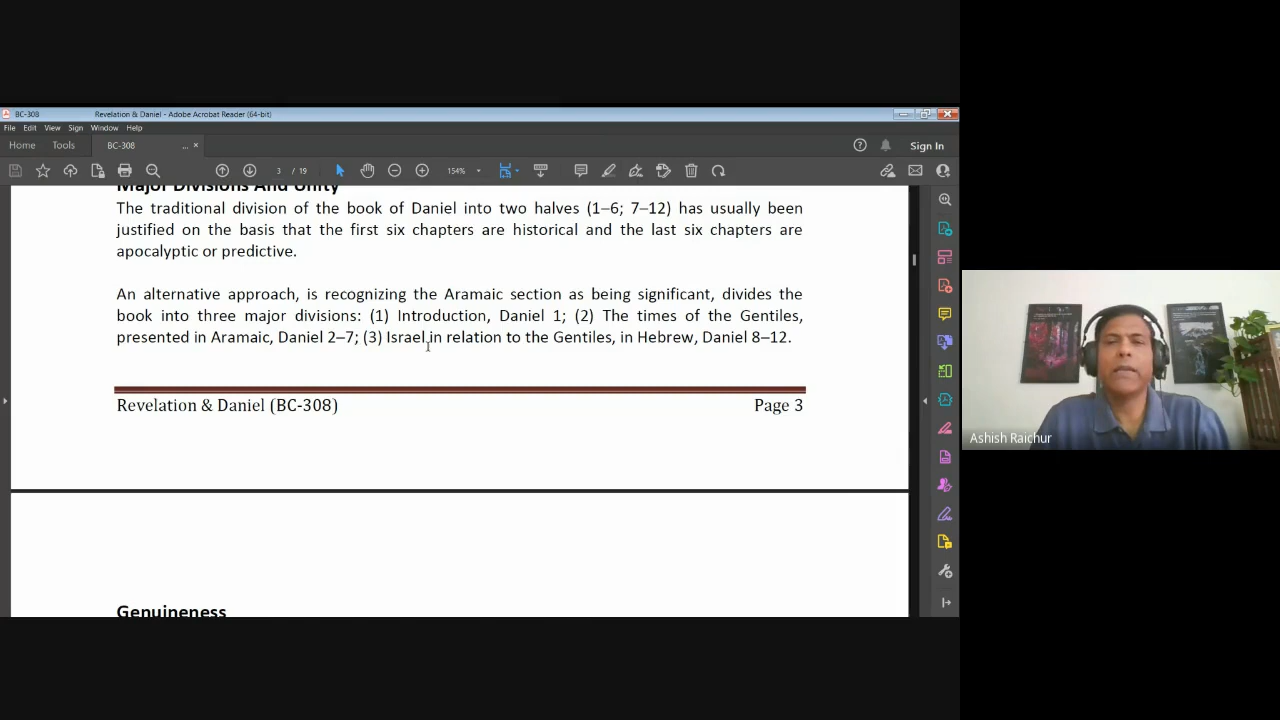 BC-308 Revelation & Daniel - Adobe Acrobat Reader (64-bit)
File Edit View Sign Window Help
Home Tools BC-308 ... × Sign In
3 / 19 154%
Major Divisions And Unity
The traditional division of the book of Daniel into two halves (1–6; 7–12) has usually been
justified on the basis that the first six chapters are historical and the last six chapters are
apocalyptic or predictive.
An alternative approach, is recognizing the Aramaic section as being significant, divides the
book into three major divisions: (1) Introduction, Daniel 1; (2) The times of the Gentiles,
presented in Aramaic, Daniel 2–7; (3) Israel in relation to the Gentiles, in Hebrew, Daniel 8–12.
Revelation & Daniel (BC-308) Page 3
Genuineness
Ashish Raichur